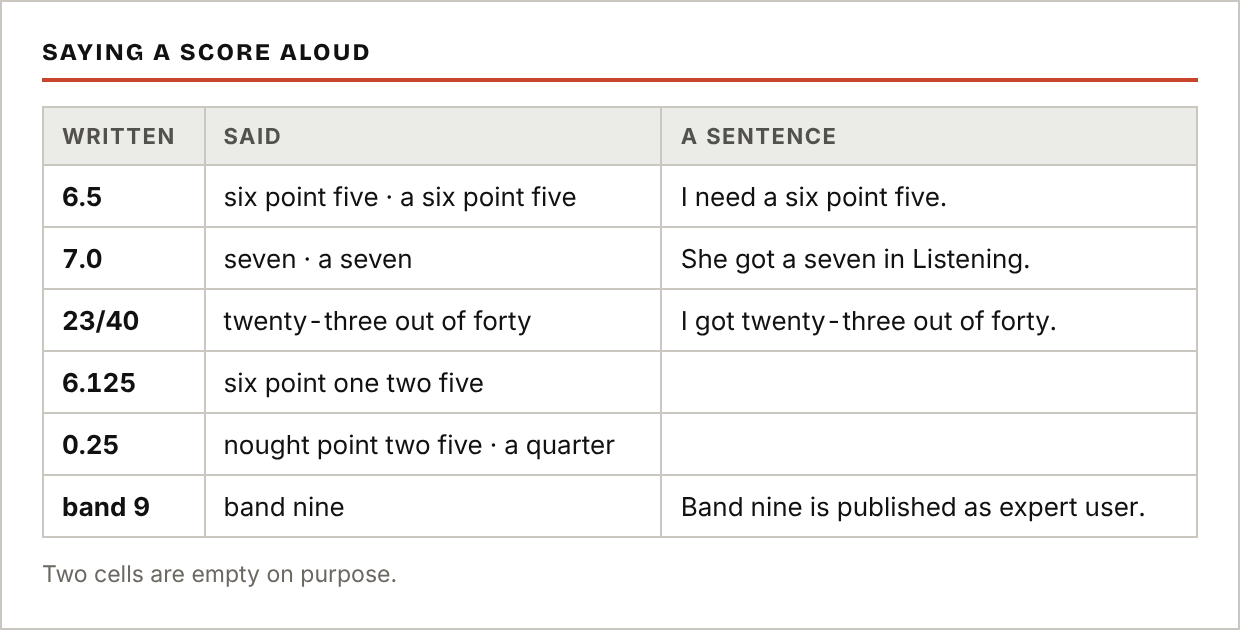 SAYING A SCORE ALOUD
WRITTEN SAID A SENTENCE
6.5 six point five · a six point five I need a six point five.
7.0 seven · a seven She got a seven in Listening.
23/40 twenty-three out of forty I got twenty-three out of forty.
6.125 six point one two five
0.25 nought point two five · a quarter
band 9 band nine Band nine is published as expert user.
Two cells are empty on purpose.